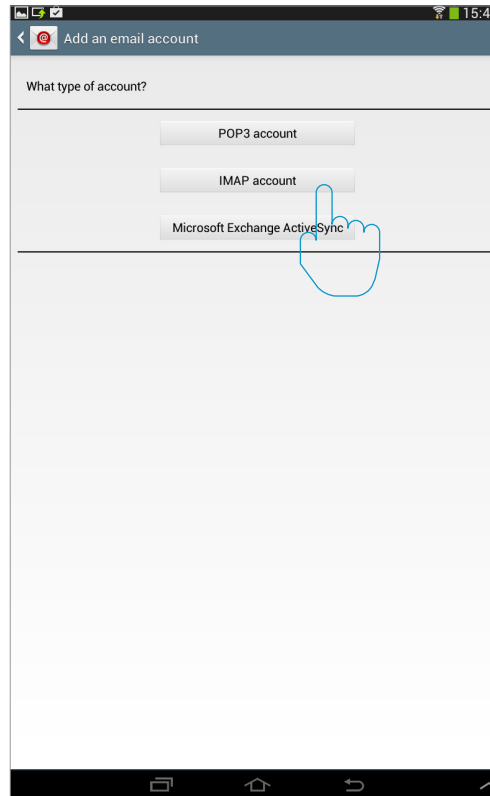 15:4
Add an email account
What type of account?
POP3 account
IMAP account
Microsoft Exchange ActiveSync